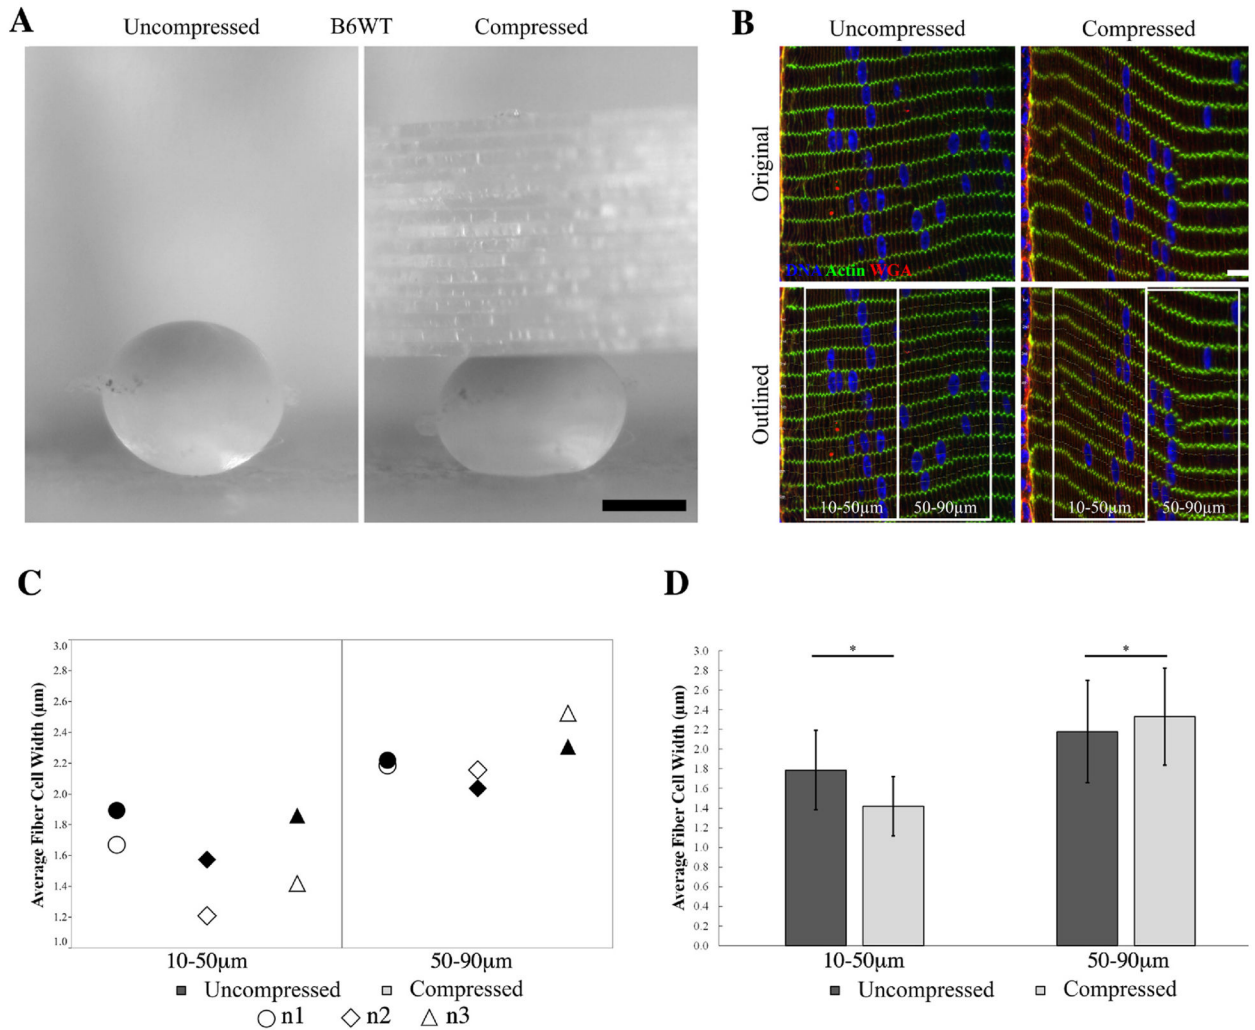 A
Uncompressed
B6WT
Compressed
B
Uncompressed
Compressed
Original
DNA Actin WGA
Outlined
10-50µm
50-90µm
10-50µm
50-90µm
C
Average Fiber Cell Width (µm)
3.0
2.8
2.6
2.4
2.2
2.0
1.8
1.6
1.4
1.2
1.0
10-50µm
50-90µm
Uncompressed
Compressed
n1
n2
n3
D
Average Fiber Cell Width (µm)
3.0
2.8
2.6
2.4
2.2
2.0
1.8
1.6
1.4
1.2
1.0
0.8
0.6
0.4
0.2
0.0
*
*
10-50µm
50-90µm
Uncompressed
Compressed